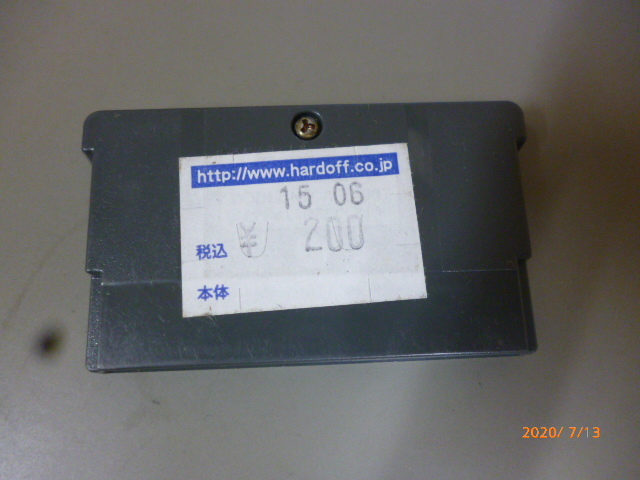 http://www.hardoff.co.jp
15 06
税込 ¥ 200
本体
2020/ 7/13